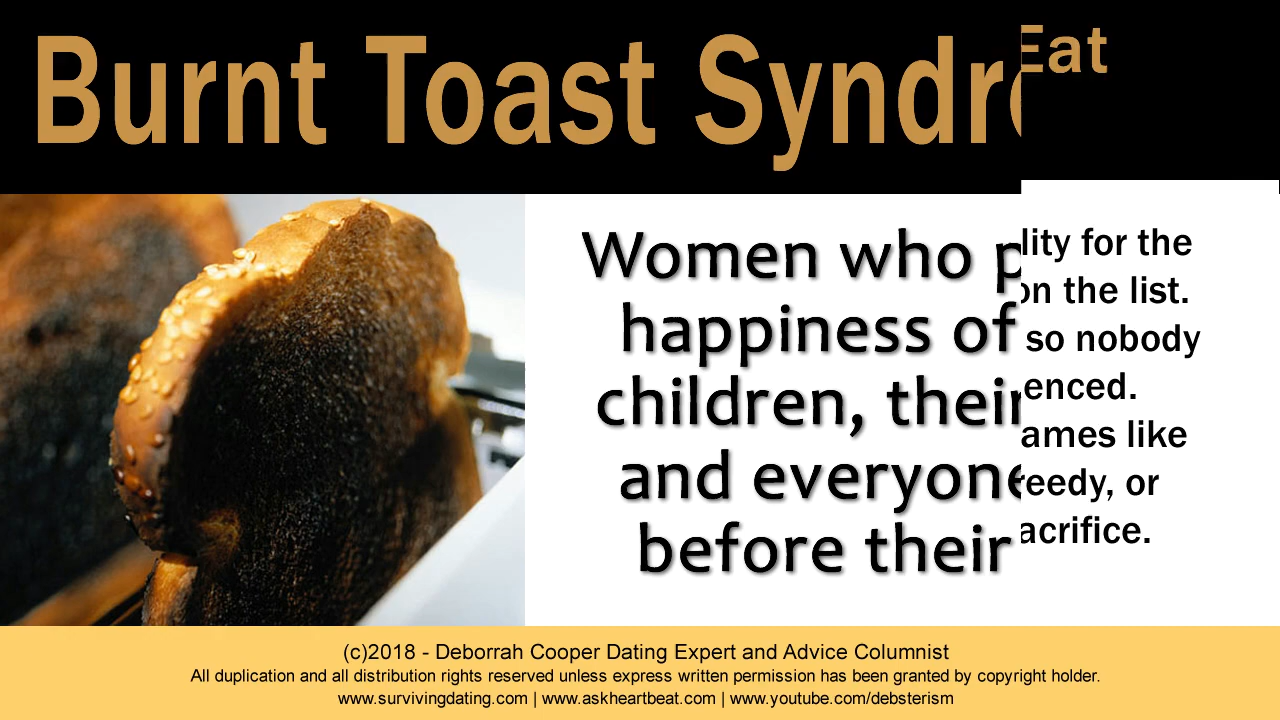 Burnt Toast Syndr
Eat
Women who
happiness of
children, their
and everyone
before their
lity for the
on the list.
so nobody
enced.
ames like
reedy, or
acrifice.
(c)2018 - Deborrah Cooper Dating Expert and Advice Columnist
All duplication and all distribution rights reserved unless express written permission has been granted by copyright holder.
www.survivingdating.com | www.askheartbeat.com | www.youtube.com/debsterism